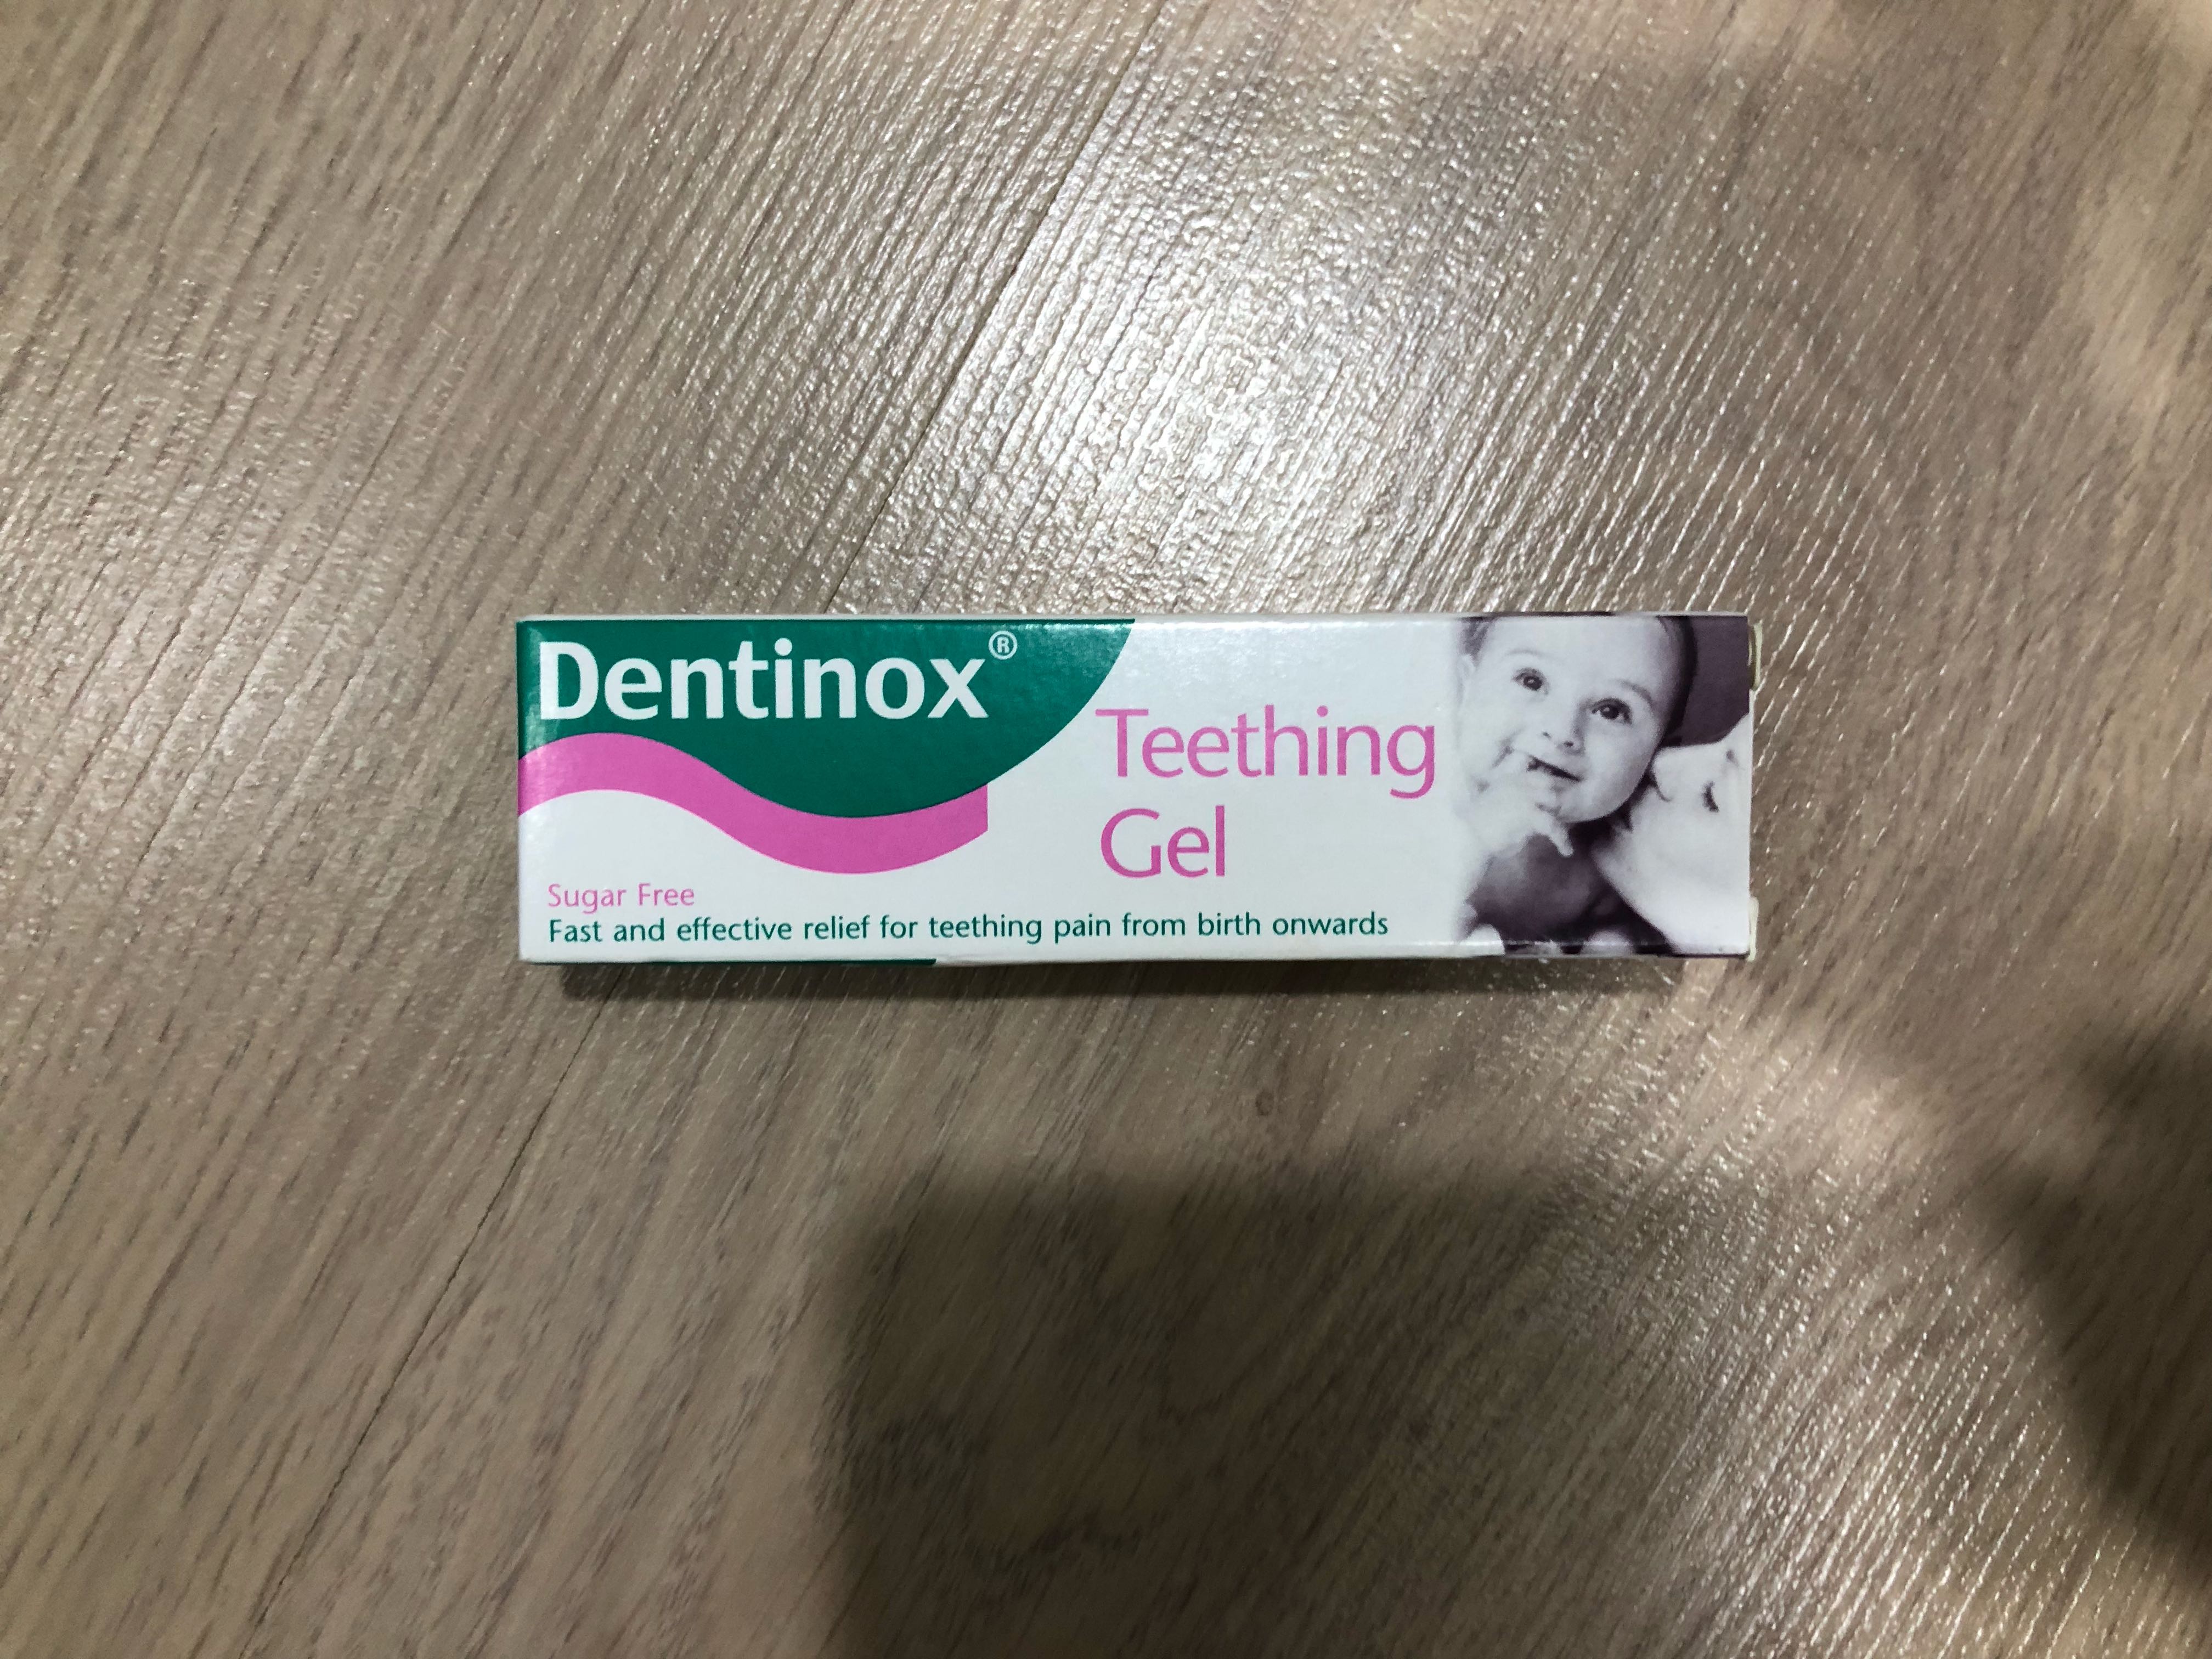 Dentinox®
Teething
Gel
Sugar Free
Fast and effective relief for teething pain from birth onwards